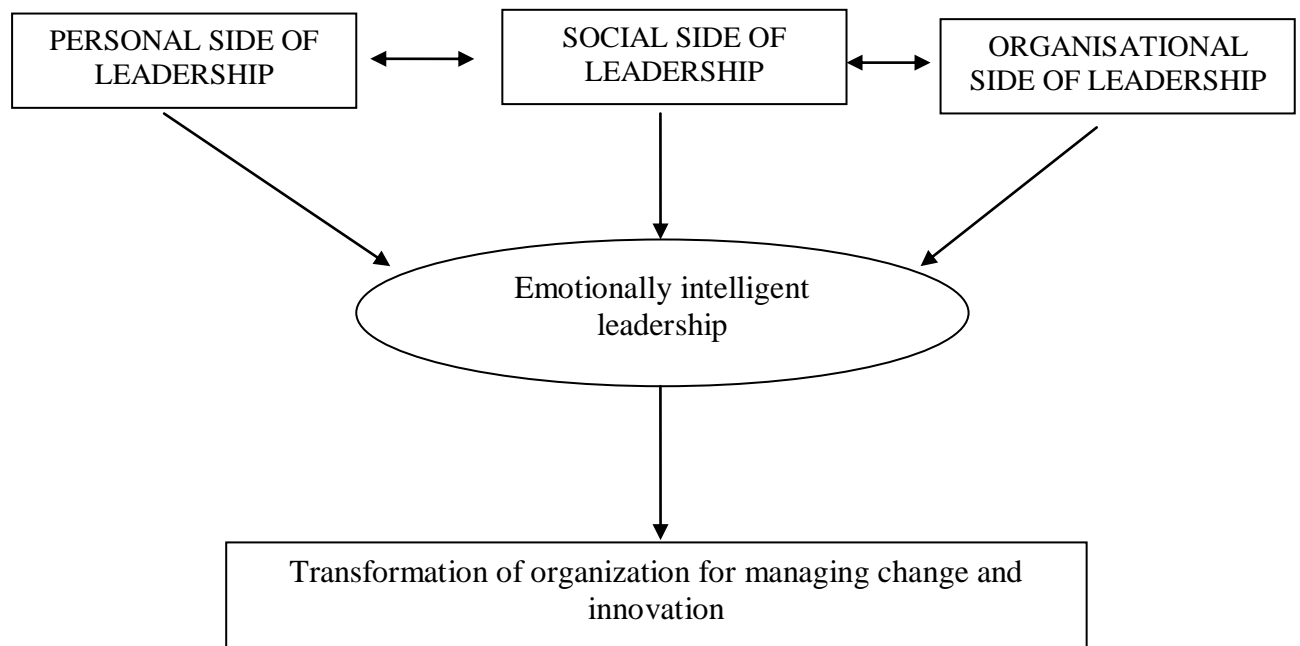 PERSONAL SIDE OF
LEADERSHIP
SOCIAL SIDE OF
LEADERSHIP
ORGANISATIONAL
SIDE OF LEADERSHIP
Emotionally intelligent
leadership
Transformation of organization for managing change and
innovation